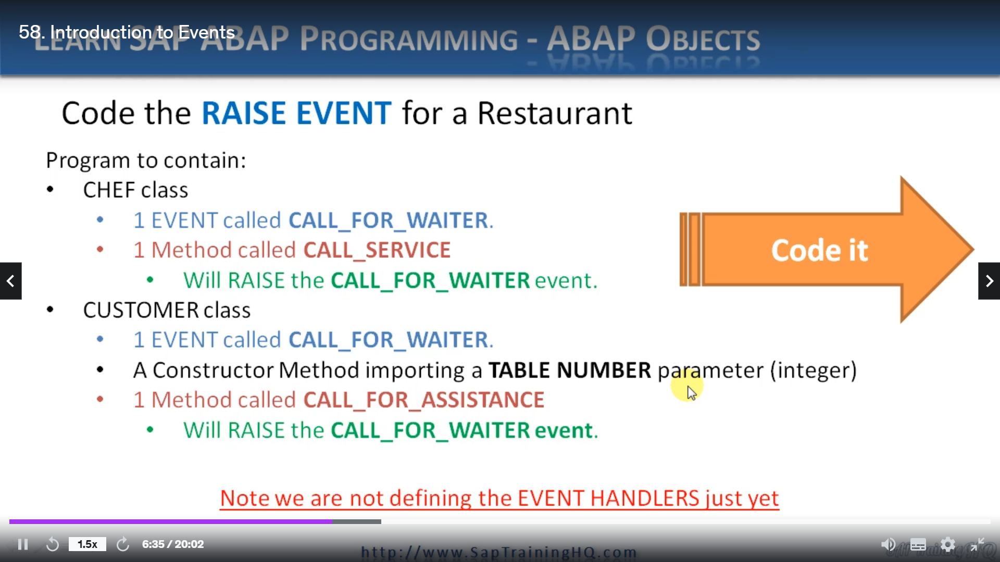 58. Introduction to Events
LEARN SAP ABAP PROGRAMMING - ABAP OBJECTS
Code the RAISE EVENT for a Restaurant
Program to contain:
• CHEF class
• 1 EVENT called CALL_FOR_WAITER.
• 1 Method called CALL_SERVICE
• Will RAISE the CALL_FOR_WAITER event.
Code it
• CUSTOMER class
• 1 EVENT called CALL_FOR_WAITER.
• A Constructor Method importing a TABLE NUMBER parameter (integer)
• 1 Method called CALL_FOR_ASSISTANCE
• Will RAISE the CALL_FOR_WAITER event.
Note we are not defining the EVENT HANDLERS just yet
1.5x
6:35 / 20:02
http://www.SapTrainingHQ.com